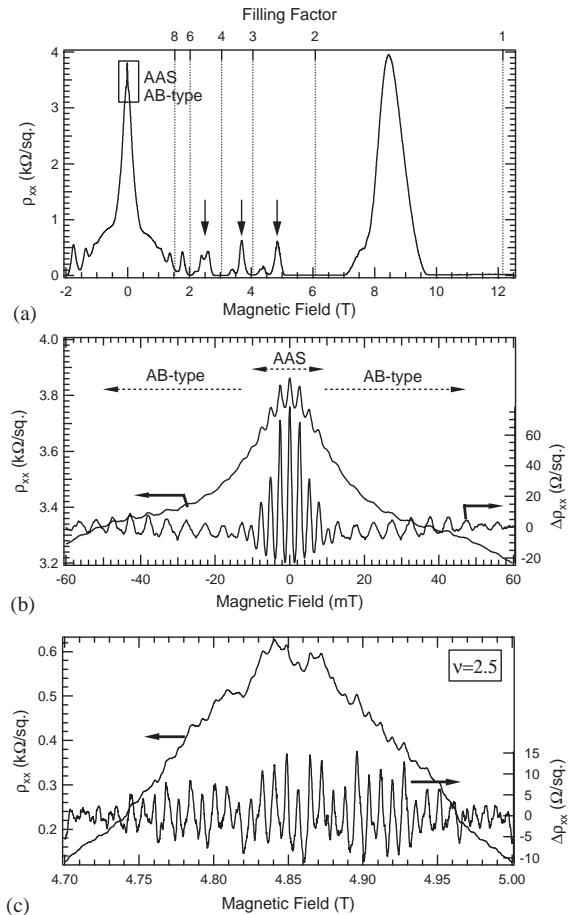 Filling Factor
8 6 4 3 2 1
4
3
2
1
0
ρxx (kΩ/sq.)
AAS
AB-type
-2 0 2 4 6 8 10 12
Magnetic Field (T)
(a)
4.0
3.8
3.6
3.4
3.2
ρxx (kΩ/sq.)
AAS
AB-type AB-type
60
40
20
0
-20
Δρxx (Ω/sq.)
-60 -40 -20 0 20 40 60
Magnetic Field (mT)
(b)
0.6
0.5
0.4
0.3
0.2
ρxx (kΩ/sq.)
ν=2.5
15
10
5
0
-5
-10
Δρxx (Ω/sq.)
4.70 4.75 4.80 4.85 4.90 4.95 5.00
Magnetic Field (T)
(c)